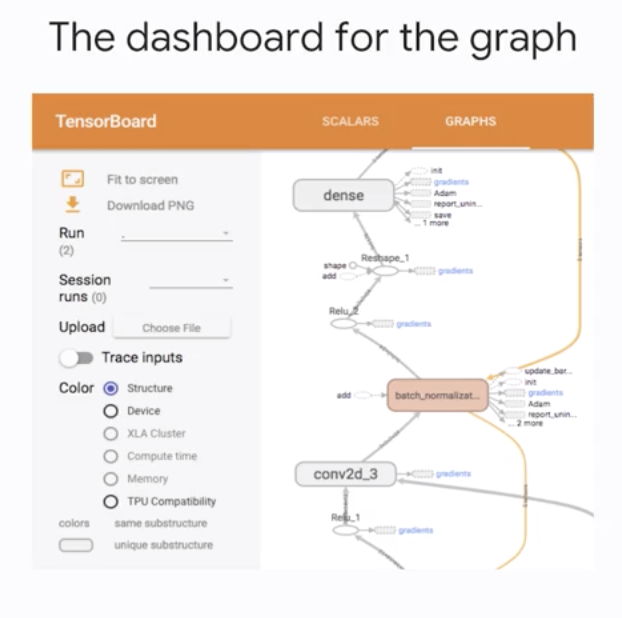 The dashboard for the graph
TensorBoard
SCALARS
GRAPHS
Fit to screen
Download PNG
Run
(2)
Session
runs (0)
Upload
Choose File
Trace inputs
Color
Structure
Device
XLA Cluster
Compute time
Memory
TPU Compatibility
colors
same substructure
unique substructure
dense
init
gradients
Adam
report_unin...
save
... 1 more
Reshape_1
shape
add
gradients
Relu_2
gradients
add
batch_normalizat...
update_bar...
init
gradients
Adam
report_unin...
... 2 more
conv2d_3
gradients
Relu_1
gradients